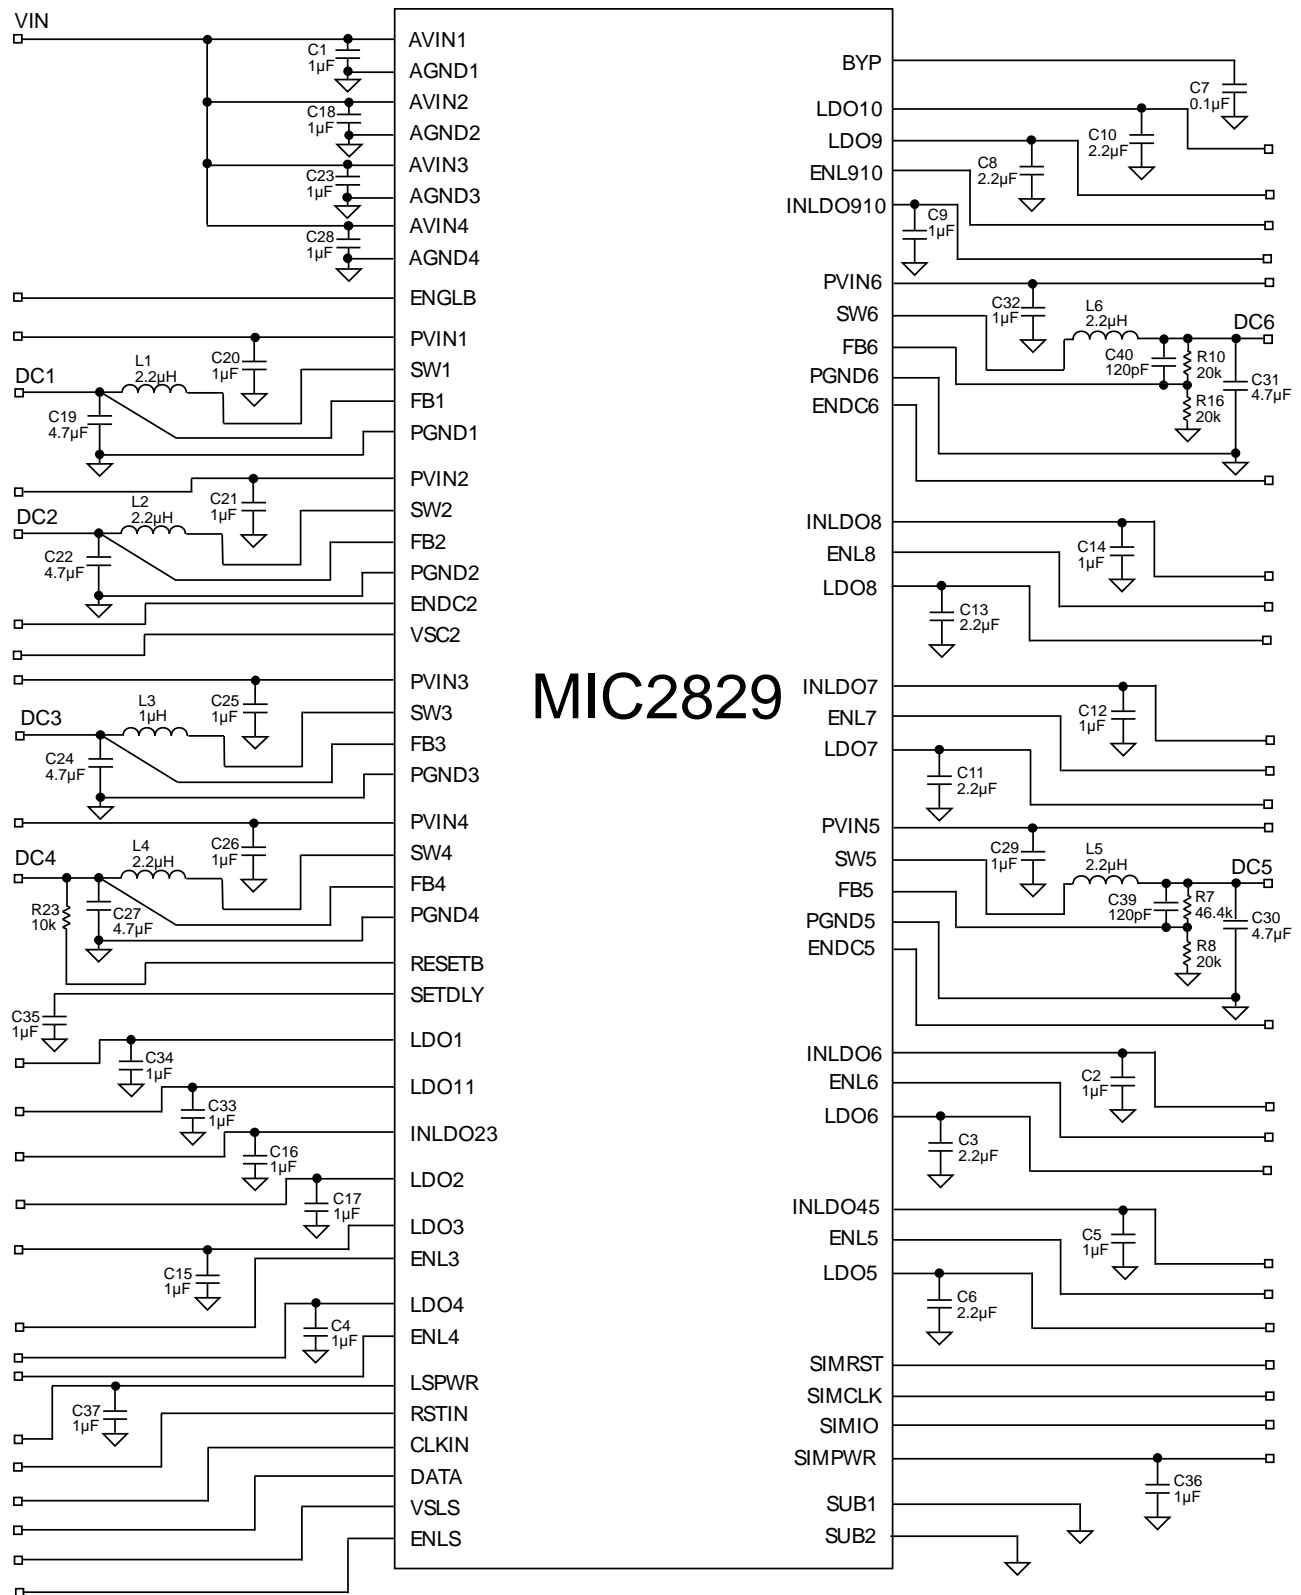 VIN
AVIN1
C1
1µF
AGND1
AVIN2
C18
1µF
AGND2
AVIN3
C23
1µF
AGND3
AVIN4
C28
1µF
AGND4
ENGLB
PVIN1
C20
1µF
L1
2.2µH
SW1
DC1
FB1
C19
4.7µF
PGND1
PVIN2
C21
1µF
L2
2.2µH
SW2
DC2
FB2
C22
4.7µF
PGND2
ENDC2
VSC2
PVIN3
C25
1µF
L3
1µH
SW3
DC3
FB3
C24
4.7µF
PGND3
PVIN4
C26
1µF
L4
2.2µH
SW4
DC4
FB4
R23
10k
C27
4.7µF
PGND4
RESETB
SETDLY
C35
1µF
LDO1
C34
1µF
LDO11
C33
1µF
INLDO23
C16
1µF
LDO2
C17
1µF
LDO3
ENL3
C15
1µF
LDO4
C4
1µF
ENL4
LSPWR
C37
1µF
RSTIN
CLKIN
DATA
VSLS
ENLS
MIC2829
BYP
C7
0.1µF
LDO10
C10
2.2µF
LDO9
C8
2.2µF
ENL910
INLDO910
C9
1µF
PVIN6
C32
1µF
SW6
L6
2.2µH
DC6
FB6
C40
120pF
R10
20k
C31
4.7µF
PGND6
R16
20k
ENDC6
INLDO8
C14
1µF
ENL8
LDO8
C13
2.2µF
INLDO7
C12
1µF
ENL7
LDO7
C11
2.2µF
PVIN5
C29
1µF
SW5
L5
2.2µH
DC5
FB5
C39
120pF
R7
46.4k
C30
4.7µF
PGND5
R8
20k
ENDC5
INLDO6
C2
1µF
ENL6
LDO6
C3
2.2µF
INLDO45
C5
1µF
ENL5
LDO5
C6
2.2µF
SIMRST
SIMCLK
SIMIO
SIMPWR
C36
1µF
SUB1
SUB2